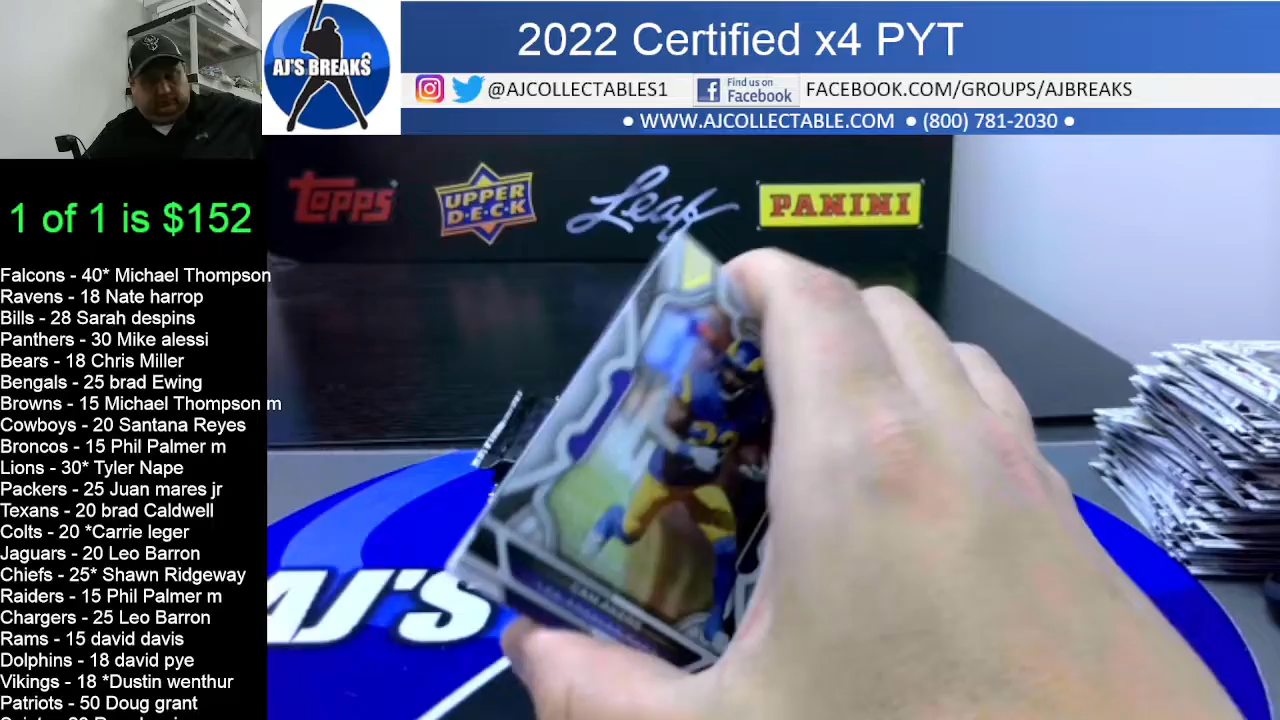 2022 Certified x4 PYT
AJ'S BREAKS
@AJCOLLECTABLES1
Find us on
Facebook
FACEBOOK.COM/GROUPS/AJBREAKS
• WWW.AJCOLLECTABLE.COM • (800) 781-2030 •
TOPPS
UPPER
D·E·C·K
Leaf
PANINI
1 of 1 is $152
Falcons - 40* Michael Thompson
Ravens - 18 Nate harrop
Bills - 28 Sarah despins
Panthers - 30 Mike alessi
Bears - 18 Chris Miller
Bengals - 25 brad Ewing
Browns - 15 Michael Thompson m
Cowboys - 20 Santana Reyes
Broncos - 15 Phil Palmer m
Lions - 30* Tyler Nape
Packers - 25 Juan mares jr
Texans - 20 brad Caldwell
Colts - 20 *Carrie leger
Jaguars - 20 Leo Barron
Chiefs - 25* Shawn Ridgeway
Raiders - 15 Phil Palmer m
Chargers - 25 Leo Barron
Rams - 15 david davis
Dolphins - 18 david pye
Vikings - 18 *Dustin wenthur
Patriots - 50 Doug grant
AJ'S